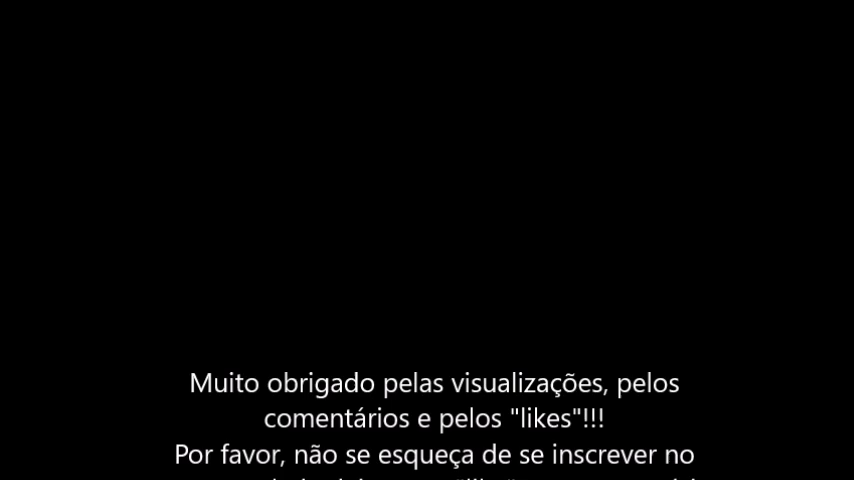 Muito obrigado pelas visualizações, pelos
comentários e pelos "likes"!!!
Por favor, não se esqueça de se inscrever no